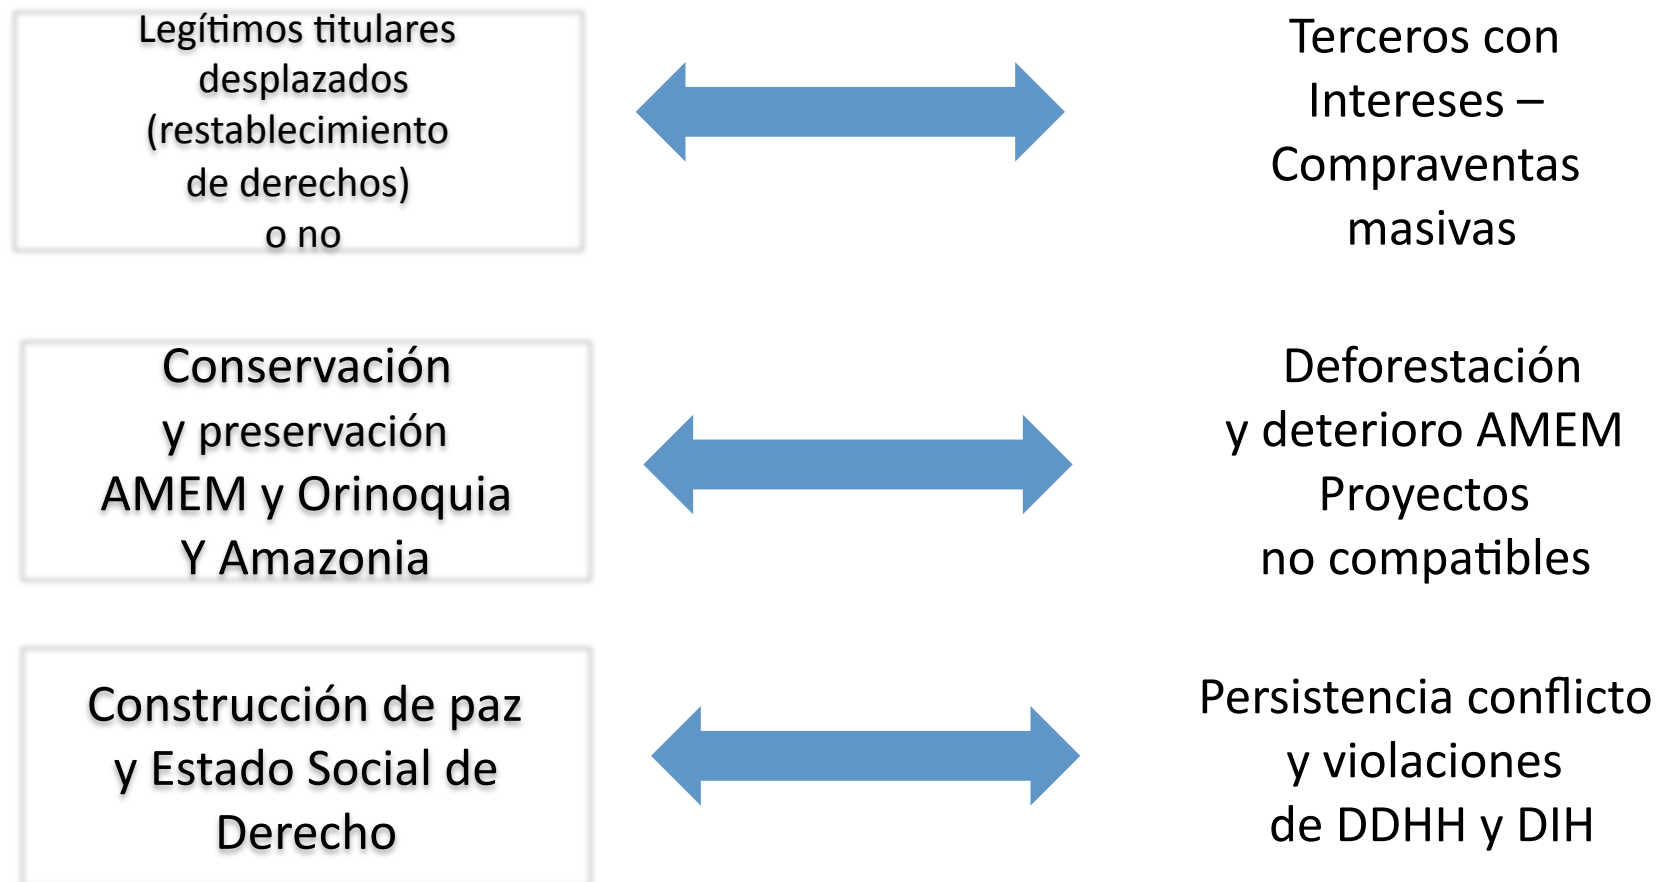 Legítimos titulares
desplazados
(restablecimiento
de derechos)
o no
Terceros con
Intereses –
Compraventas
masivas
Conservación
y preservación
AMEM y Orinoquia
Y Amazonia
Deforestación
y deterioro AMEM
Proyectos
no compatibles
Construcción de paz
y Estado Social de
Derecho
Persistencia conflicto
y violaciones
de DDHH y DIH